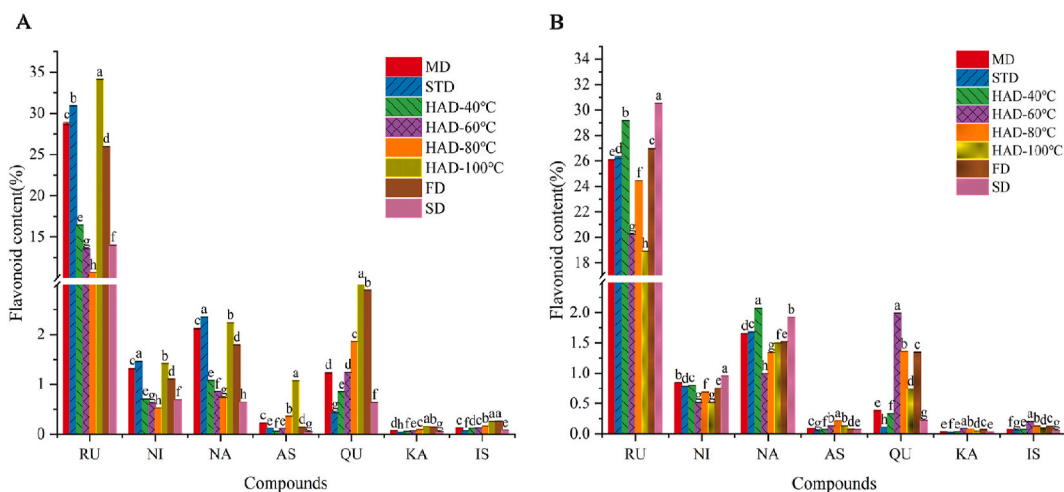 A
Flavonoid content(%)
35
30
25
20
15
2
1
0
MD
STD
HAD-40°C
HAD-60°C
HAD-80°C
HAD-100°C
FD
SD
c b e g h a d f
c a e g h b d f
c a e f g b d h
d g e d c a b f
RU NI NA AS QU KA IS
Compounds
B
Flavonoid content(%)
34
32
30
28
26
24
22
20
18
2.0
1.5
1.0
0.5
0.0
MD
STD
HAD-40°C
HAD-60°C
HAD-80°C
HAD-100°C
FD
SD
e d b g f h c a
b d c g f g e a
d c a h g f e b
e h f a b d c g
RU NI NA AS QU KA IS
Compounds